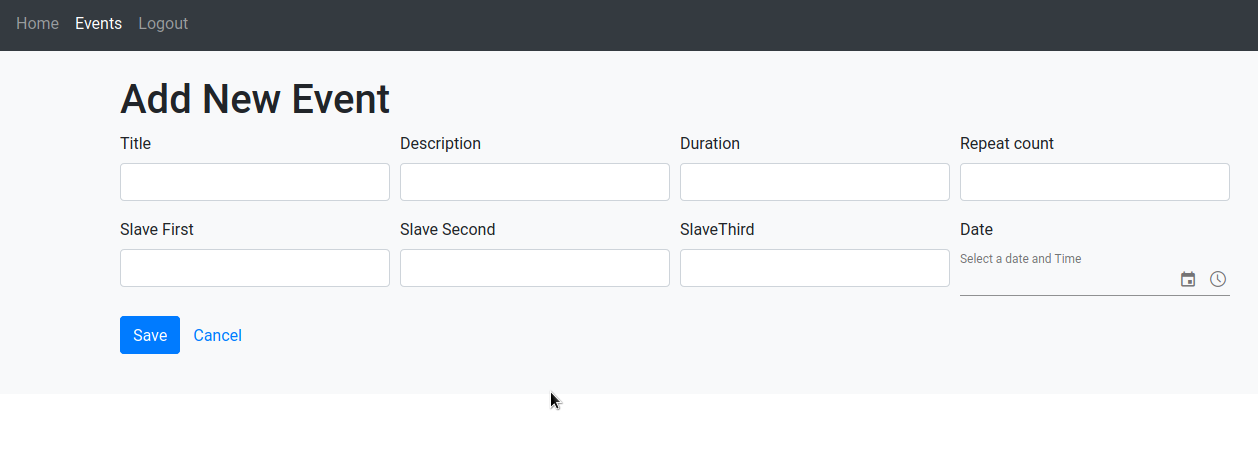 Home Events Logout
Add New Event
Title Description Duration Repeat count
Slave First Slave Second SlaveThird Date
Select a date and Time
Save Cancel